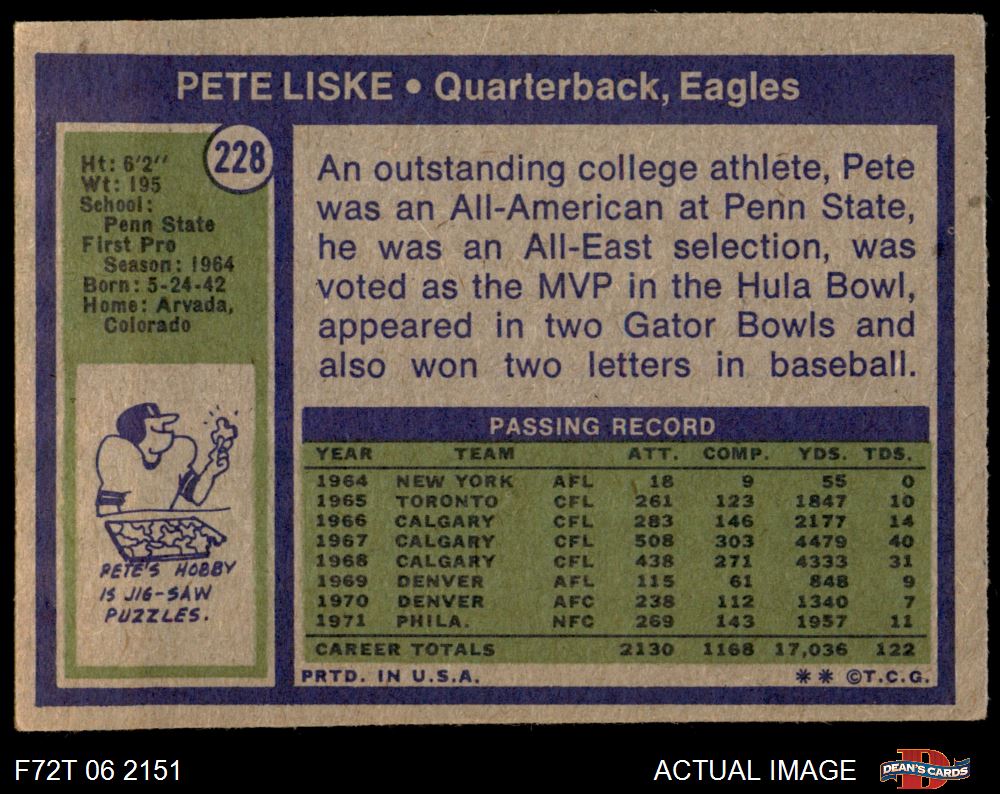 PETE LISKE • Quarterback, Eagles
228
Ht: 6'2''
Wt: 195
School:
Penn State
First Pro
Season: 1964
Born: 5-24-42
Home: Arvada,
Colorado
PETE'S HOBBY
IS JIG-SAW
PUZZLES.
An outstanding college athlete, Pete
was an All-American at Penn State,
he was an All-East selection, was
voted as the MVP in the Hula Bowl,
appeared in two Gator Bowls and
also won two letters in baseball.
PASSING RECORD
YEAR TEAM ATT. COMP. YDS. TDS.
1964 NEW YORK AFL 18 9 55 0
1965 TORONTO CFL 261 123 1847 10
1966 CALGARY CFL 283 146 2177 14
1967 CALGARY CFL 508 303 4479 40
1968 CALGARY CFL 438 271 4333 31
1969 DENVER AFL 115 61 848 9
1970 DENVER AFC 238 112 1340 7
1971 PHILA. NFC 269 143 1957 11
CAREER TOTALS 2130 1168 17,036 122
PRTD. IN U.S.A. ** ©T.C.G.
F72T 06 2151
ACTUAL IMAGE
D
DEAN'S CARDS